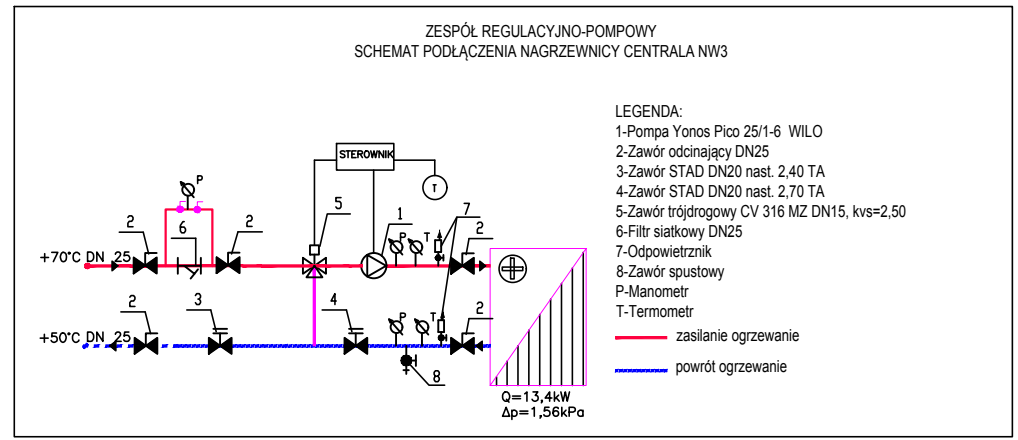 ZESPÓŁ REGULACYJNO-POMPOWY
SCHEMAT PODŁĄCZENIA NAGRZEWNICY CENTRALA NW3
LEGENDA:
1-Pompa Yonos Pico 25/1-6 WILO
2-Zawór odcinający DN25
3-Zawór STAD DN20 nast. 2,40 TA
4-Zawór STAD DN20 nast. 2,70 TA
5-Zawór trójdrogowy CV 316 MZ DN15, kvs=2,50
6-Filtr siatkowy DN25
7-Odpowietrznik
8-Zawór spustowy
P-Manometr
T-Termometr
zasilanie ogrzewanie
powrót ogrzewanie
STEROWNIK
T
P
2
6
2
5
1
P
T
7
2
+70°C DN 25
2
3
4
P
T
2
+50°C DN 25
8
Q=13,4kW
Δp=1,56kPa